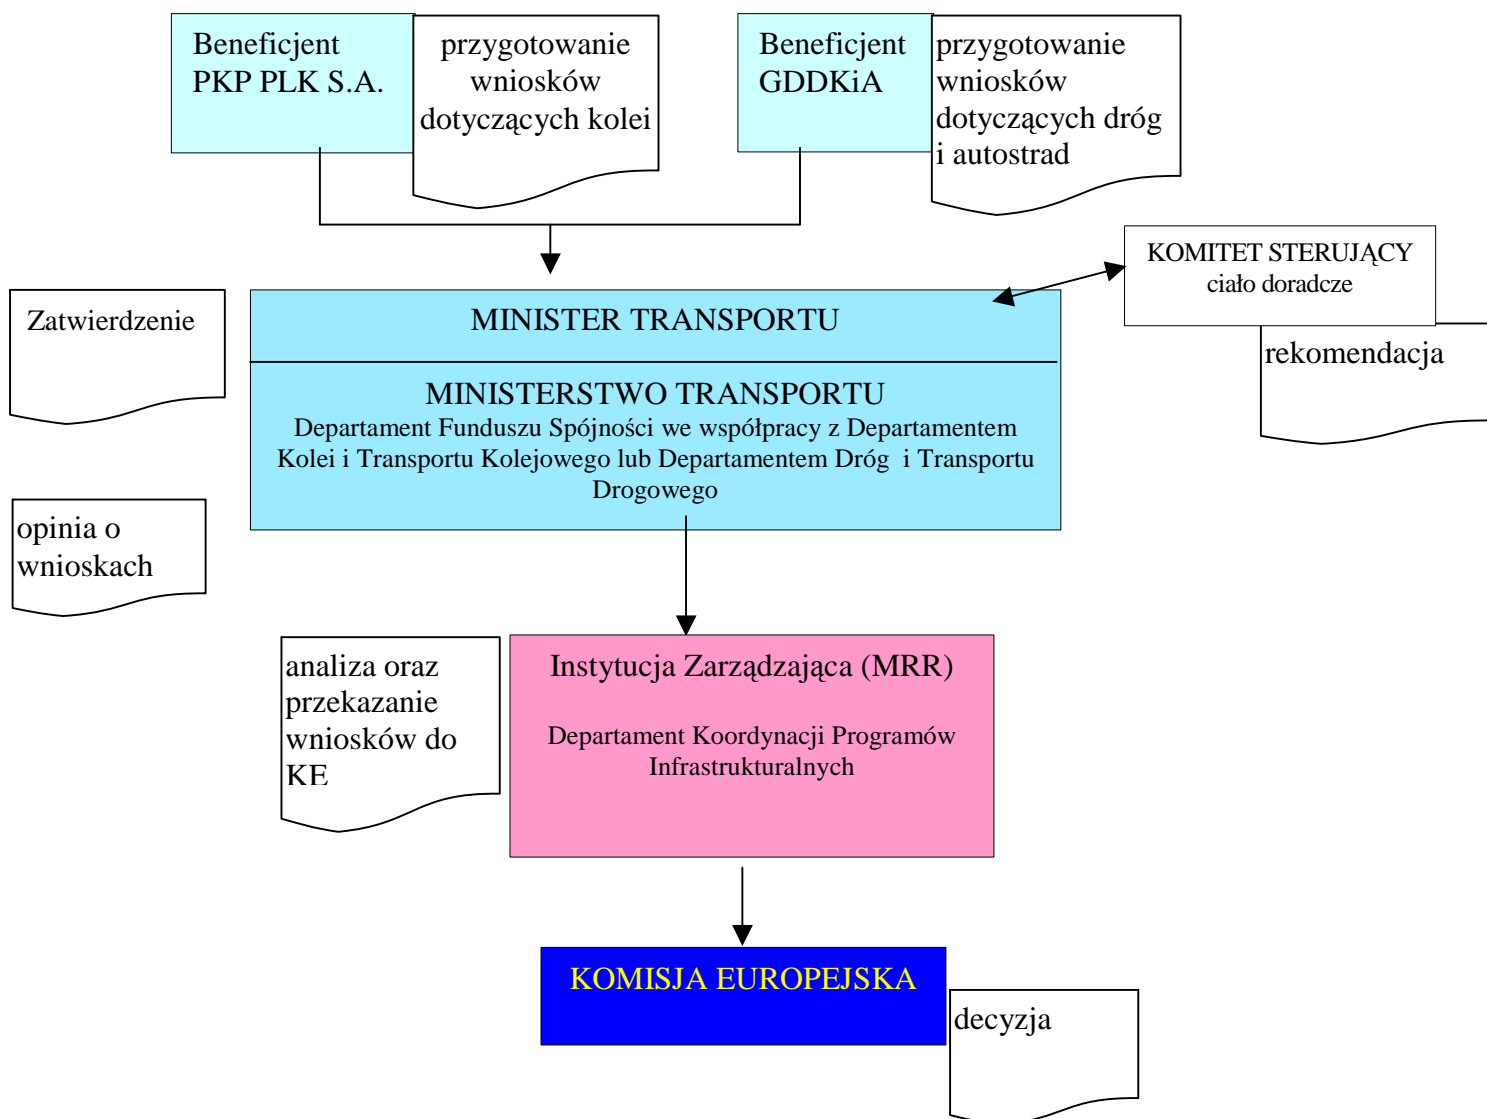 Beneficjent
PKP PLK S.A.
przygotowanie
wniosków
dotyczących kolei
Beneficjent
GDDKiA
przygotowanie
wniosków
dotyczących dróg
i autostrad
KOMITET STERUJĄCY
ciało doradcze
rekomendacja
Zatwierdzenie
MINISTER TRANSPORTU
MINISTERSTWO TRANSPORTU
Departament Funduszu Spójności we współpracy z Departamentem
Kolei i Transportu Kolejowego lub Departamentem Dróg i Transportu
Drogowego
opinia o
wnioskach
analiza oraz
przekazanie
wniosków do
KE
Instytucja Zarządzająca (MRR)
Departament Koordynacji Programów
Infrastrukturalnych
KOMISJA EUROPEJSKA
decyzja